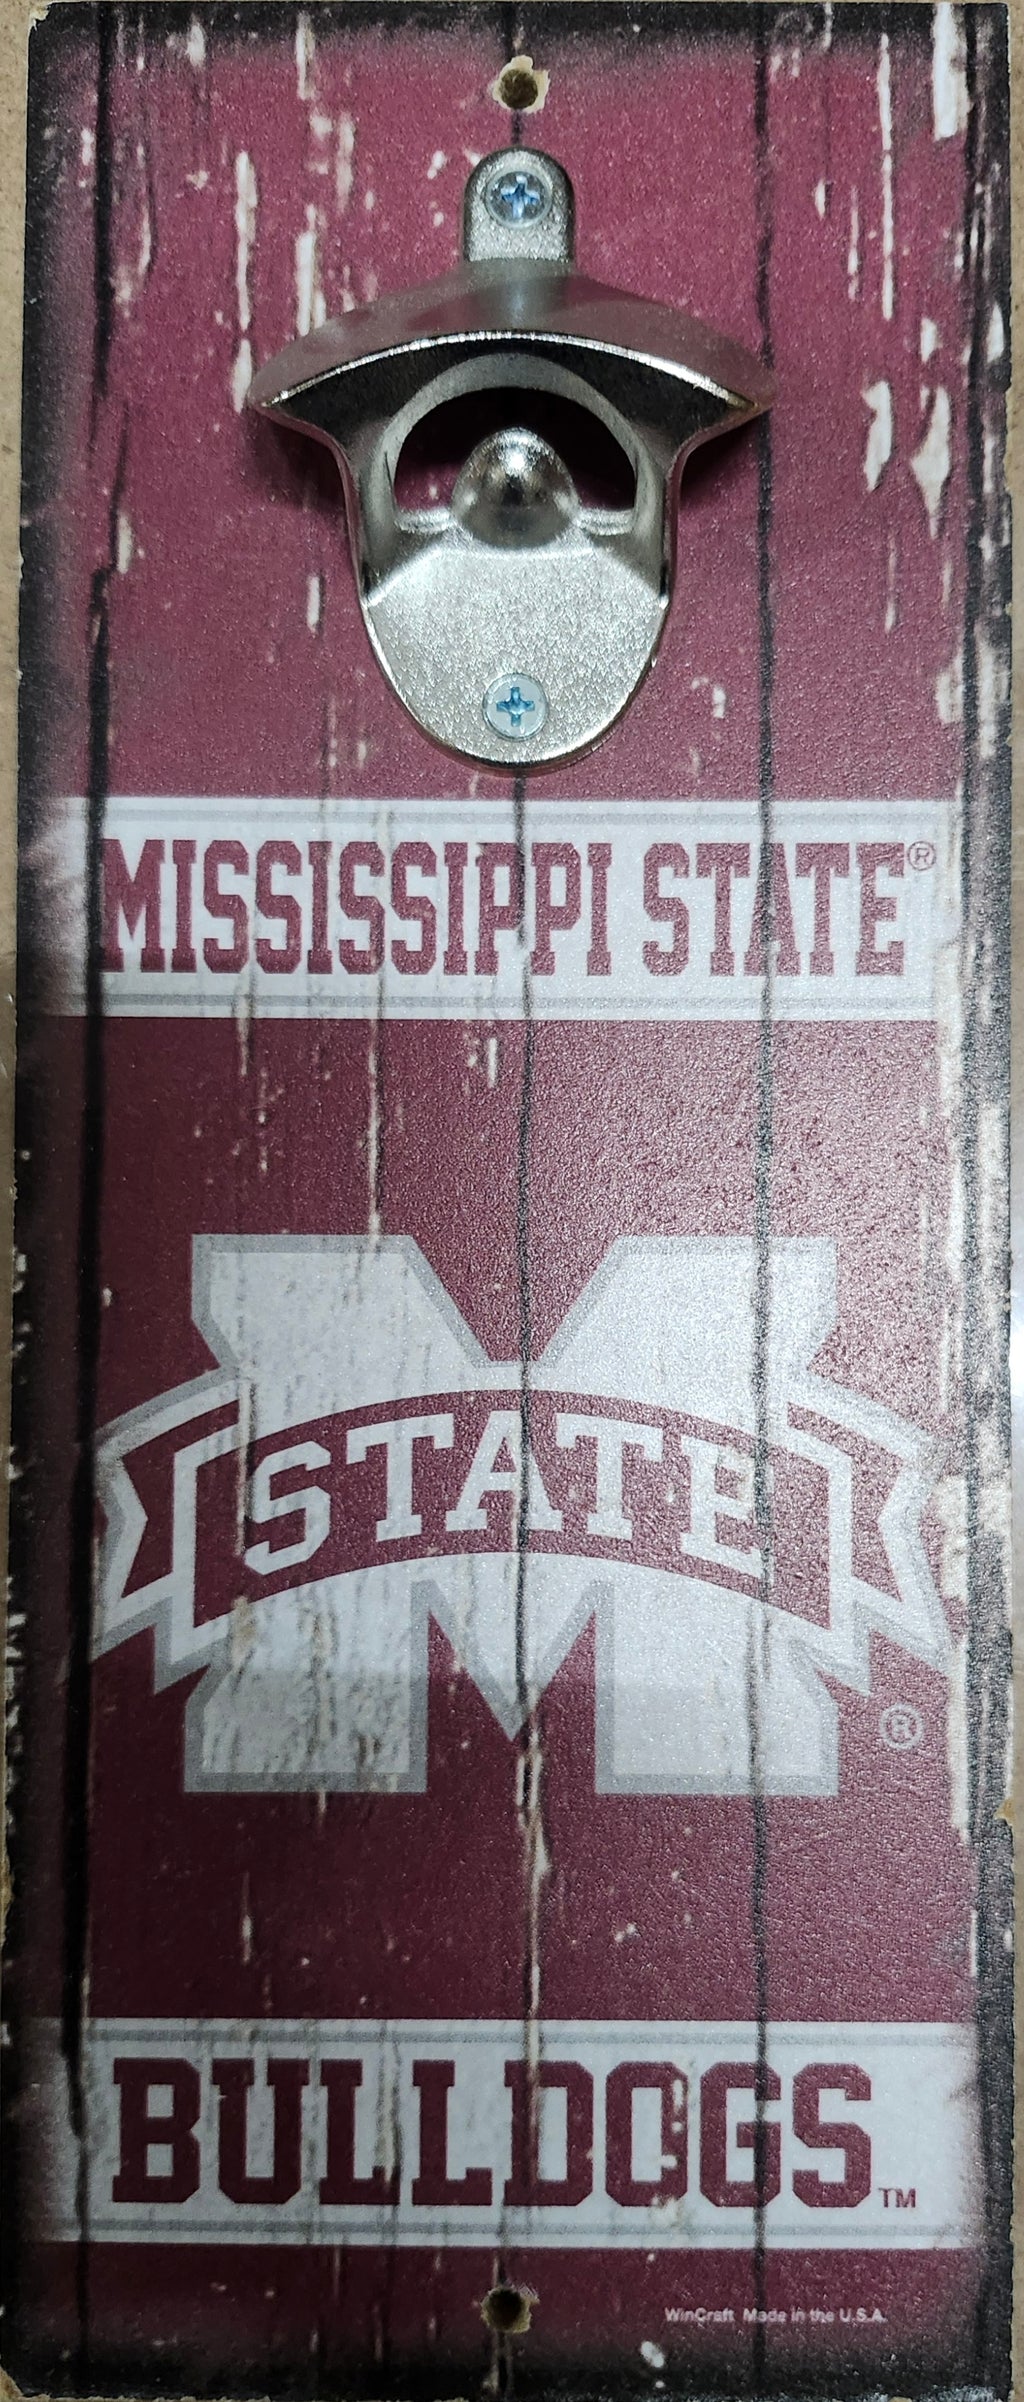 MISSISSIPPI STATE®
M
STATE
®
BULLDOGS™
WinCraft Made in the U.S.A.